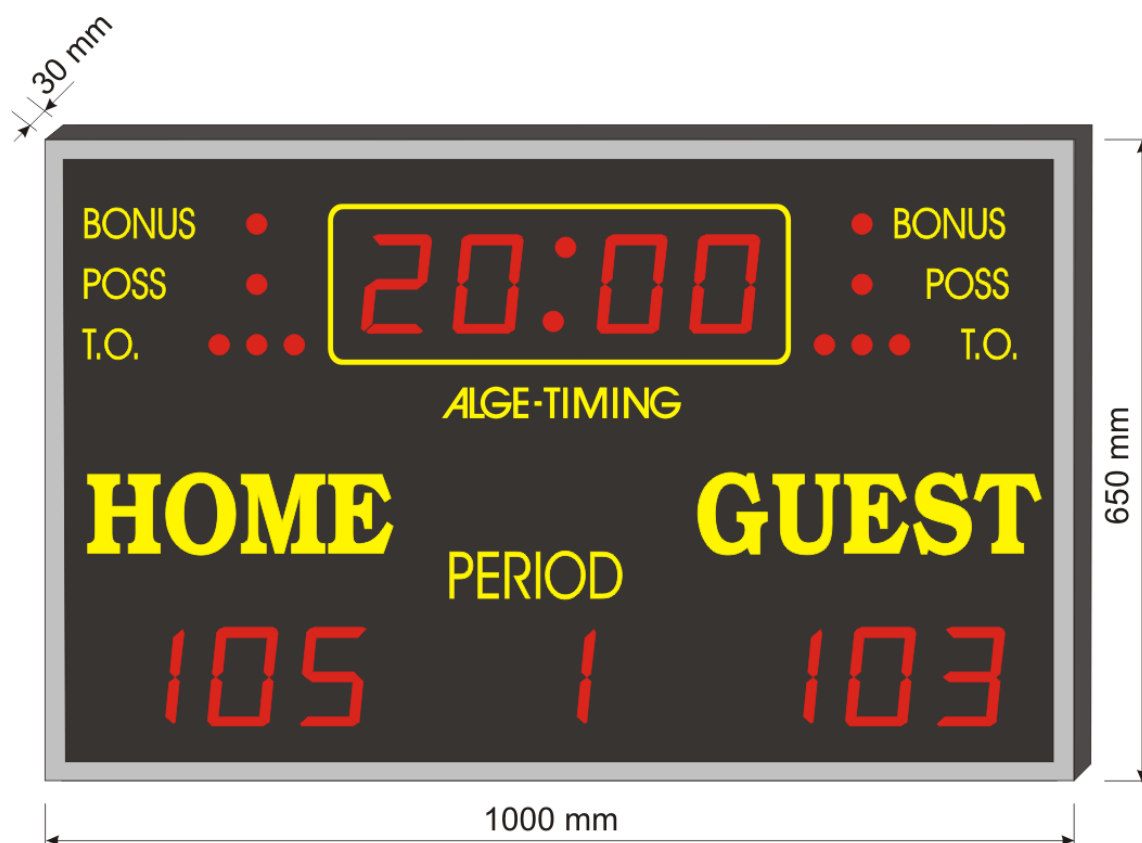 30 mm
BONUS 20:00 BONUS
POSS POSS
T.O. T.O.
ALGE-TIMING
HOME GUEST
PERIOD
105 1 103
650 mm
1000 mm